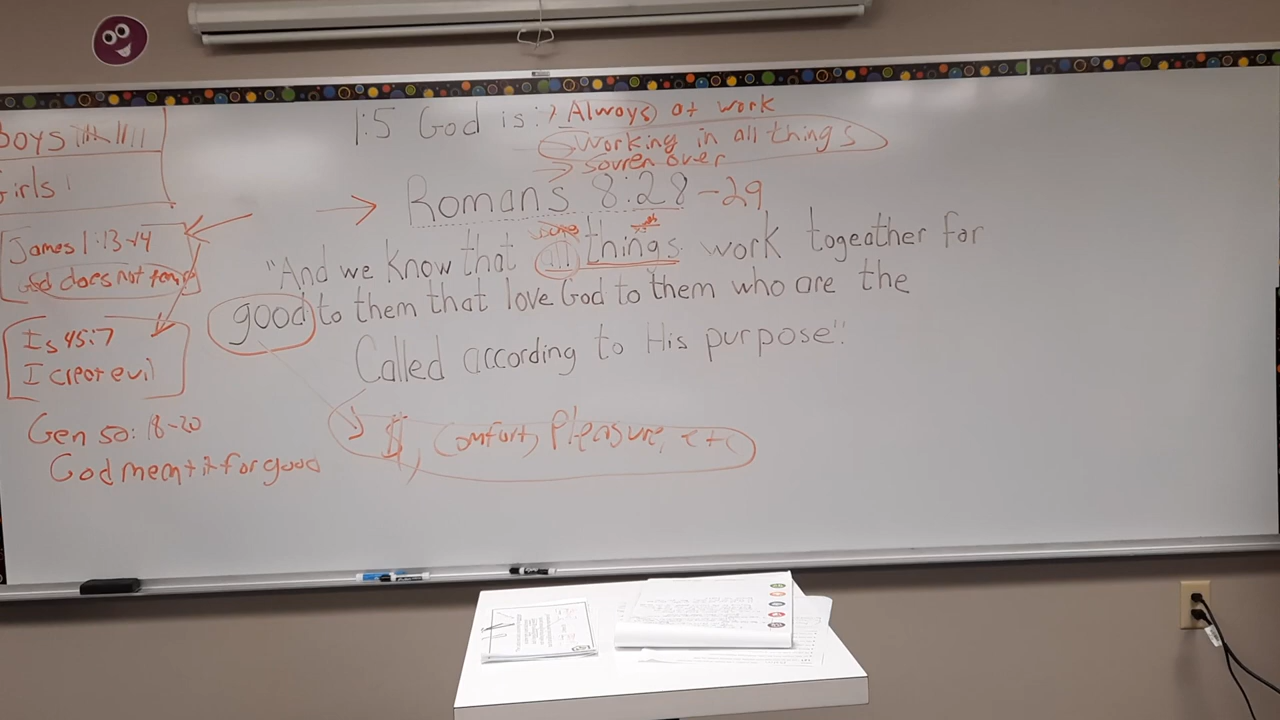 1:5 God is: > Always at work
Working in all things
> Souren over
Boys
Girls
→ Romans 8:28-29
James 1:13-14
God does not
some
"And we know that all things work togeather for
good to them that love God to them who are the
Called according to His purpose".
Is 45:7
I creat evil
$, Comfort, Pleasure, etc
Gen 50:18-20
God meant it for good